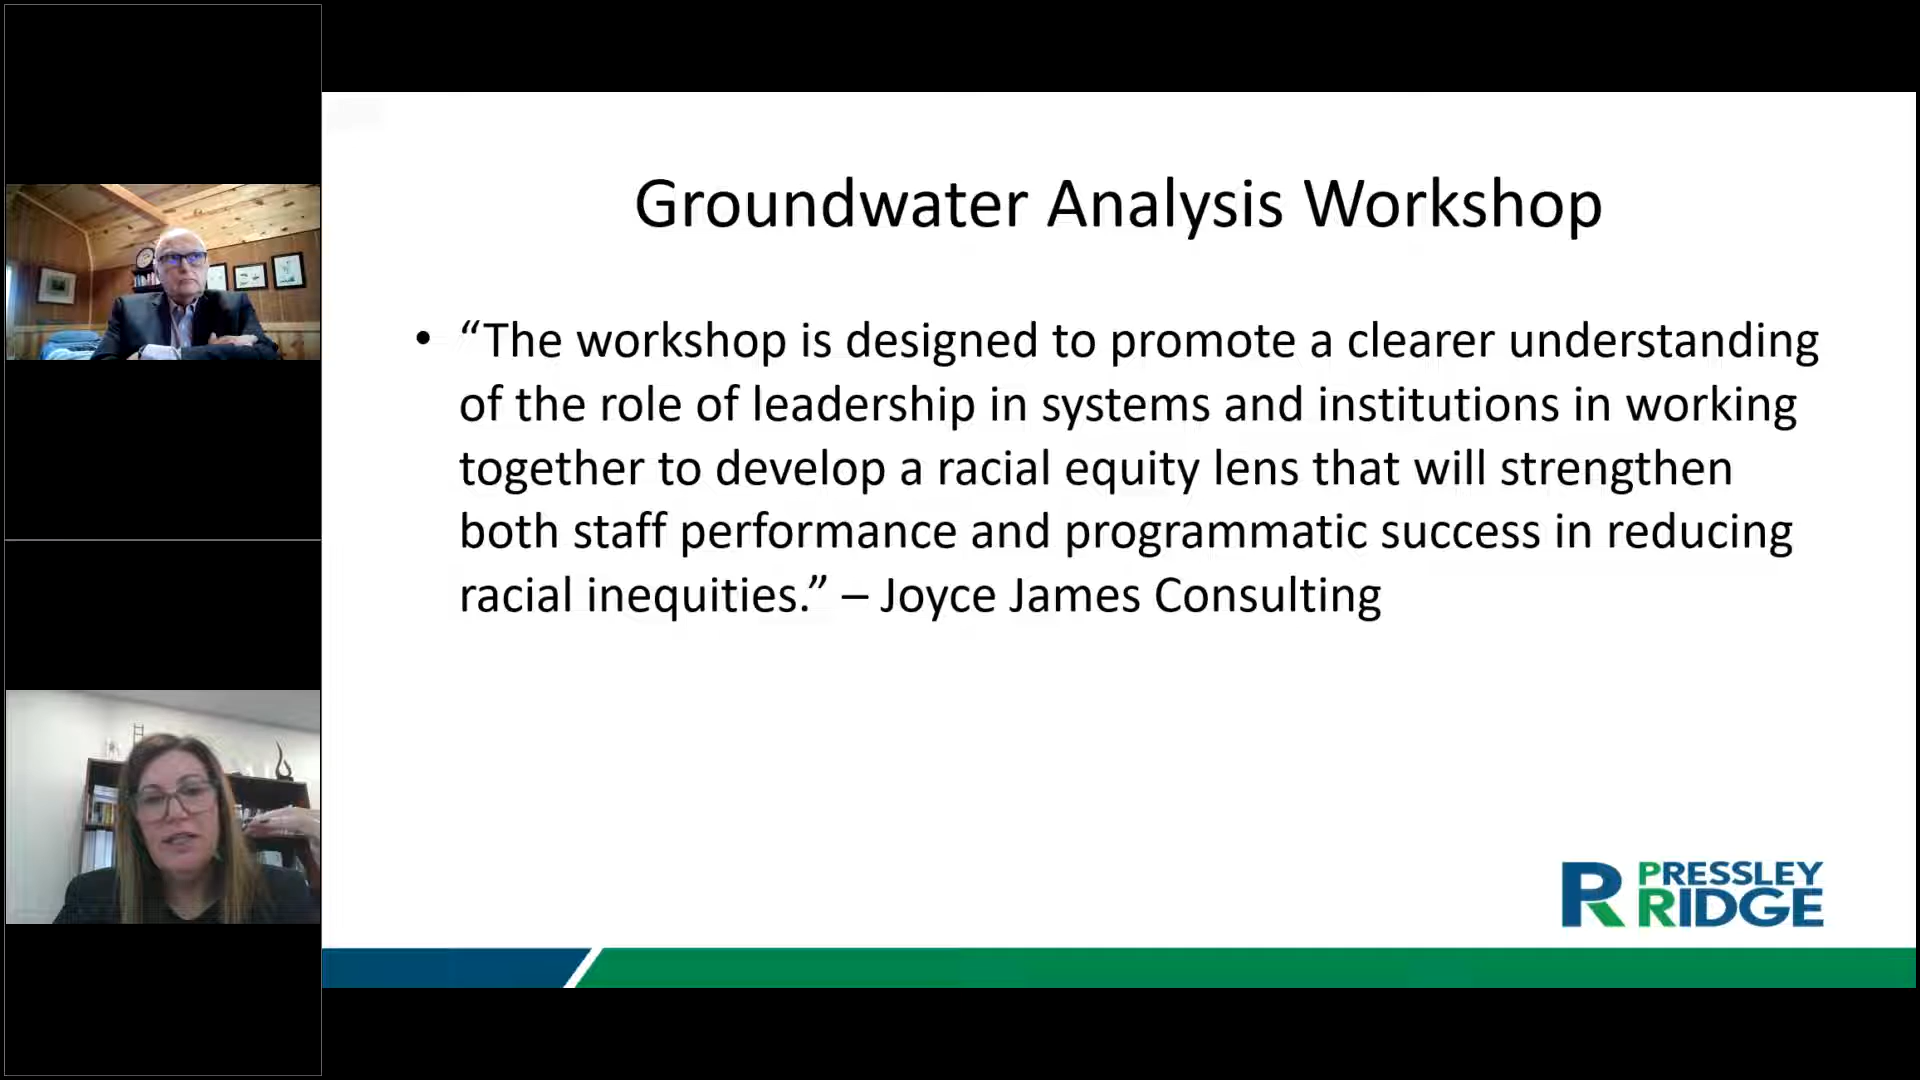 Groundwater Analysis Workshop
• “The workshop is designed to promote a clearer understanding
of the role of leadership in systems and institutions in working
together to develop a racial equity lens that will strengthen
both staff performance and programmatic success in reducing
racial inequities.” – Joyce James Consulting
PRESSLEY
RIDGE